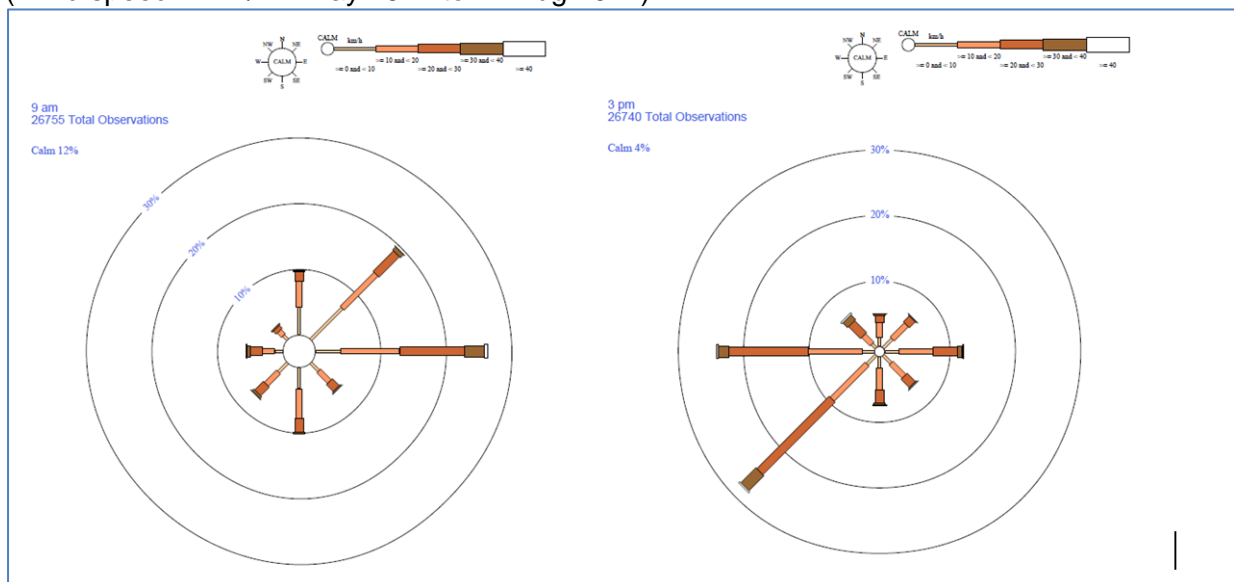 CALM km/h
>= 10 and < 20 >= 30 and < 40
>= 0 and < 10 >= 20 and < 30 >= 40
N
NW NE
W CALM E
SW SE
S
9 am
26755 Total Observations
Calm 12%
30%
20%
10%
CALM km/h
>= 10 and < 20 >= 30 and < 40
>= 0 and < 10 >= 20 and < 30 >= 40
N
NW NE
W CALM E
SW SE
S
3 pm
26740 Total Observations
Calm 4%
30%
20%
10%